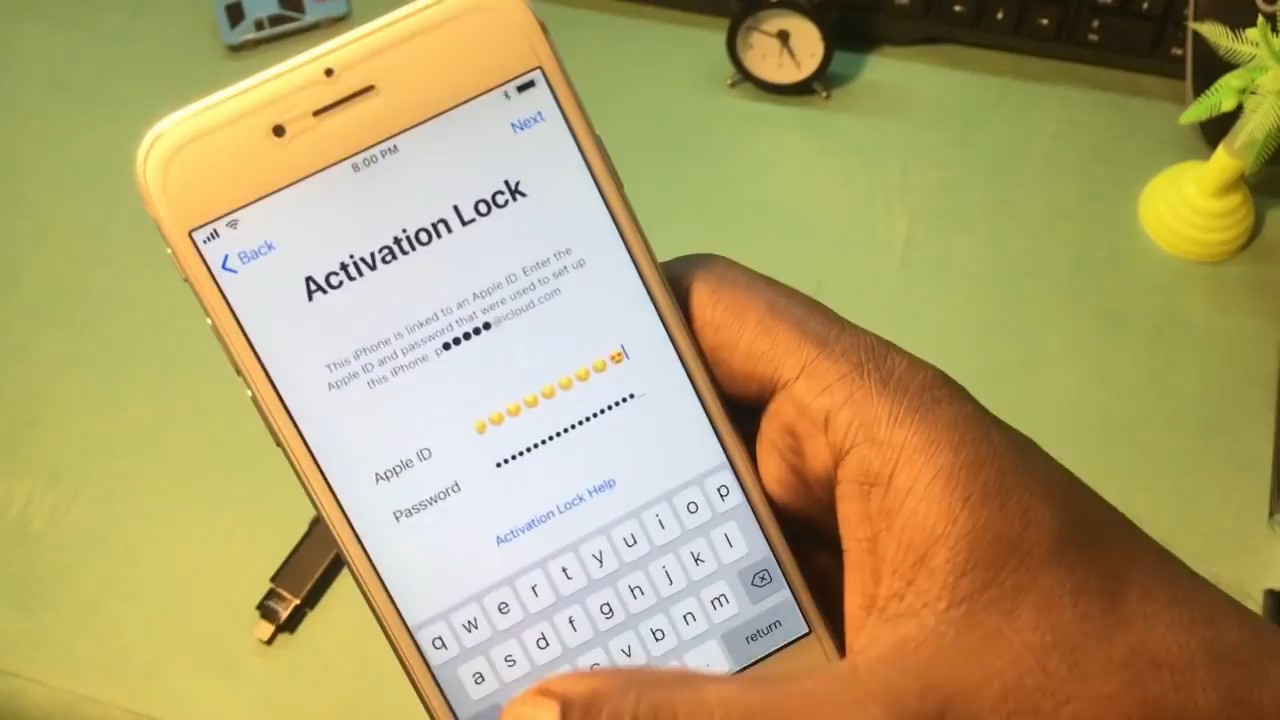 8:00 PM
Back
Next
Activation Lock
This iPhone is linked to an Apple ID. Enter the
Apple ID and password that were used to set up
this iPhone. p●●●●●@icloud.com
Apple ID 💛💛💛💛💛💛💛💛😍
Password ••••••••••••••••••••
Activation Lock Help
q w e r t y u i o p
a s d f g h j k l
c v b n m
. return